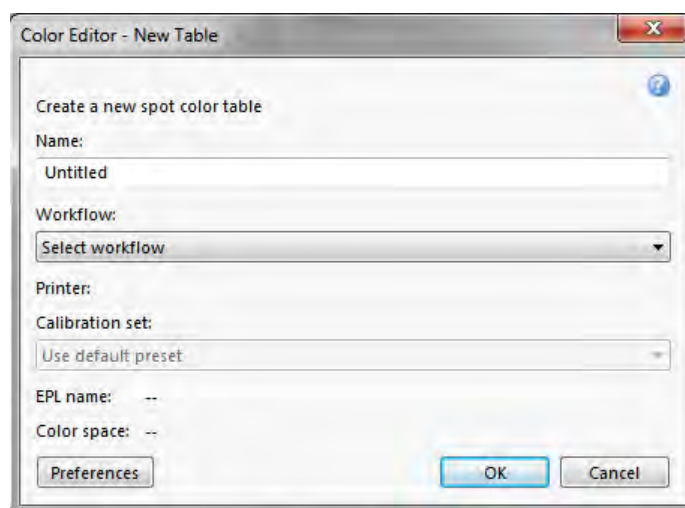 Color Editor - New Table
Create a new spot color table
Name:
Untitled
Workflow:
Select workflow
Printer:
Calibration set:
Use default preset
EPL name: --
Color space: --
Preferences OK Cancel